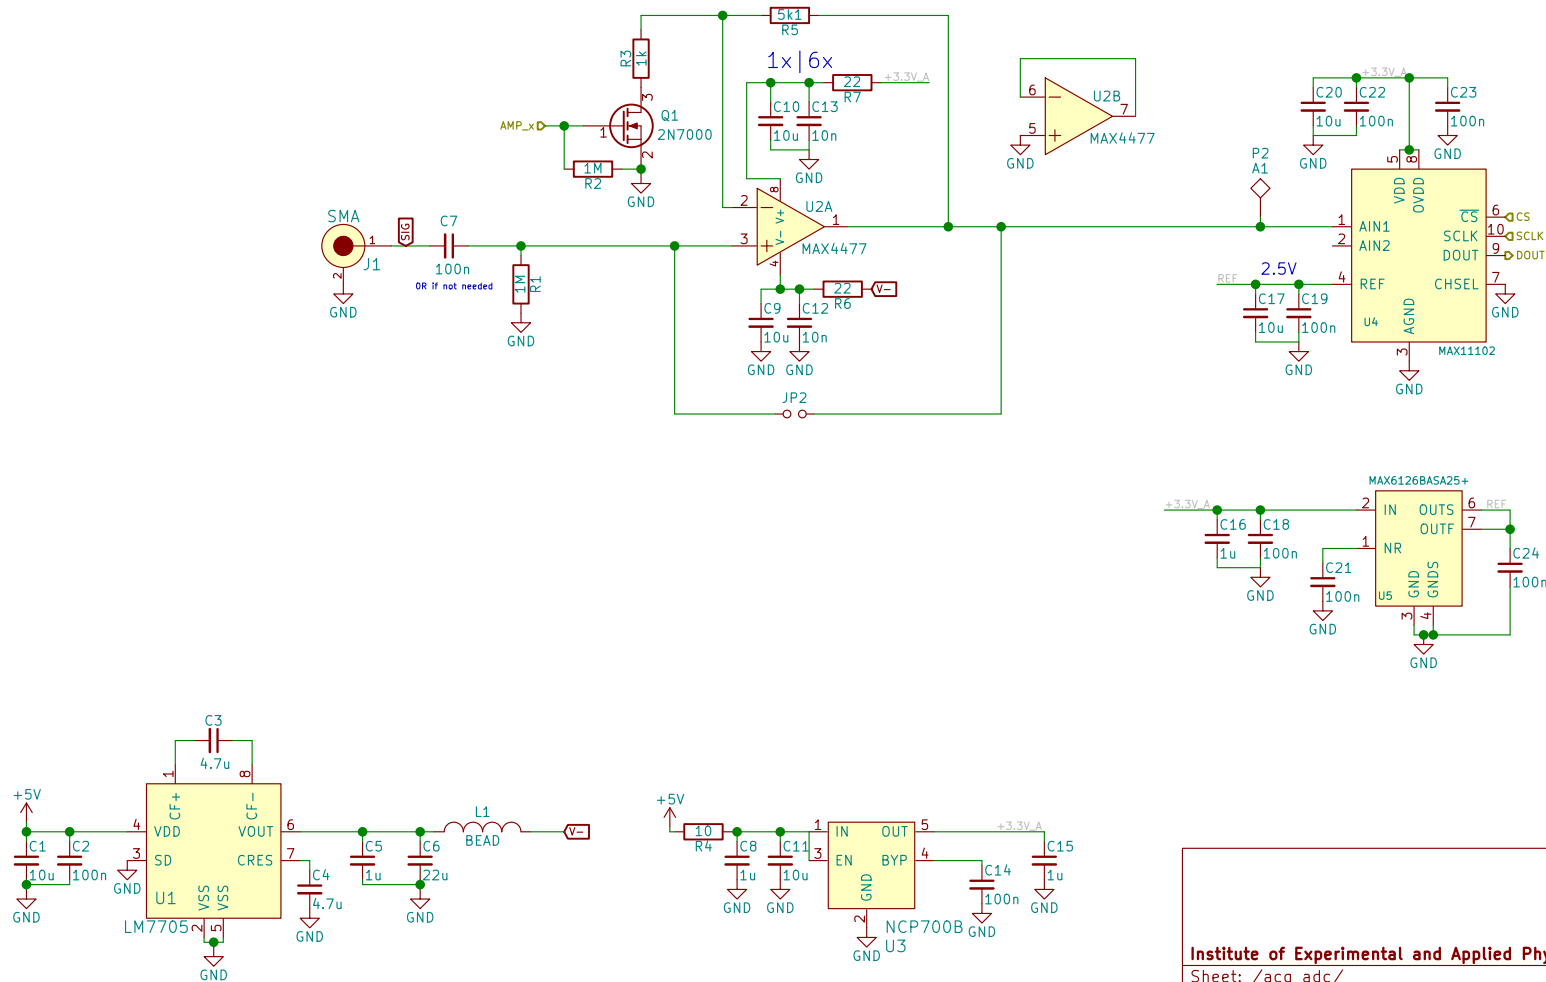 5k1
R5
R3
1k
1x|6x
+3.3V_A
22
R7
C10
10u
C13
10n
GND
3
Q1
2N7000
AMP_x
1
2
1M
R2
GND
6
5
7
U2B
MAX4477
GND
+3.3V_A
C20
10u
C22
100n
C23
100n
GND
GND
P2
A1
5
8
VDD
OVDD
1
AIN1
2
AIN2
4
REF
CS
6
CS
SCLK
10
SCLK
DOUT
9
DOUT
CHSEL
7
GND
AGND
3
GND
U4
MAX11102
REF
2.5V
C17
10u
C19
100n
GND
SMA
1
2
J1
GND
SIG
C7
100n
OR if not needed
1M
R1
GND
2
3
8
V+
V-
4
1
U2A
MAX4477
22
R6
V-
C9
10u
C12
10n
GND
GND
JP2
MAX6126BASA25+
+3.3V_A
C16
1u
C18
100n
GND
2
IN
1
NR
OUTS
6
REF
OUTF
7
GND
GNDS
3
4
U5
C21
100n
GND
C24
100n
GND
C3
4.7u
1
8
CF+
CF-
+5V
C1
10u
C2
100n
GND
4
VDD
3
SD
GND
VOUT
6
CRES
7
U1
VSS
VSS
LM7705
2
5
GND
C4
4.7u
GND
C5
1u
C6
22u
GND
L1
BEAD
V-
+5V
10
R4
C8
1u
C11
10u
GND
GND
1
IN
3
EN
OUT
5
BYP
4
GND
2
GND
NCP700B
U3
+3.3V_A
C14
100n
GND
C15
1u
GND
Institute of Experimental and Applied Phy
Sheet: /acq_adc/